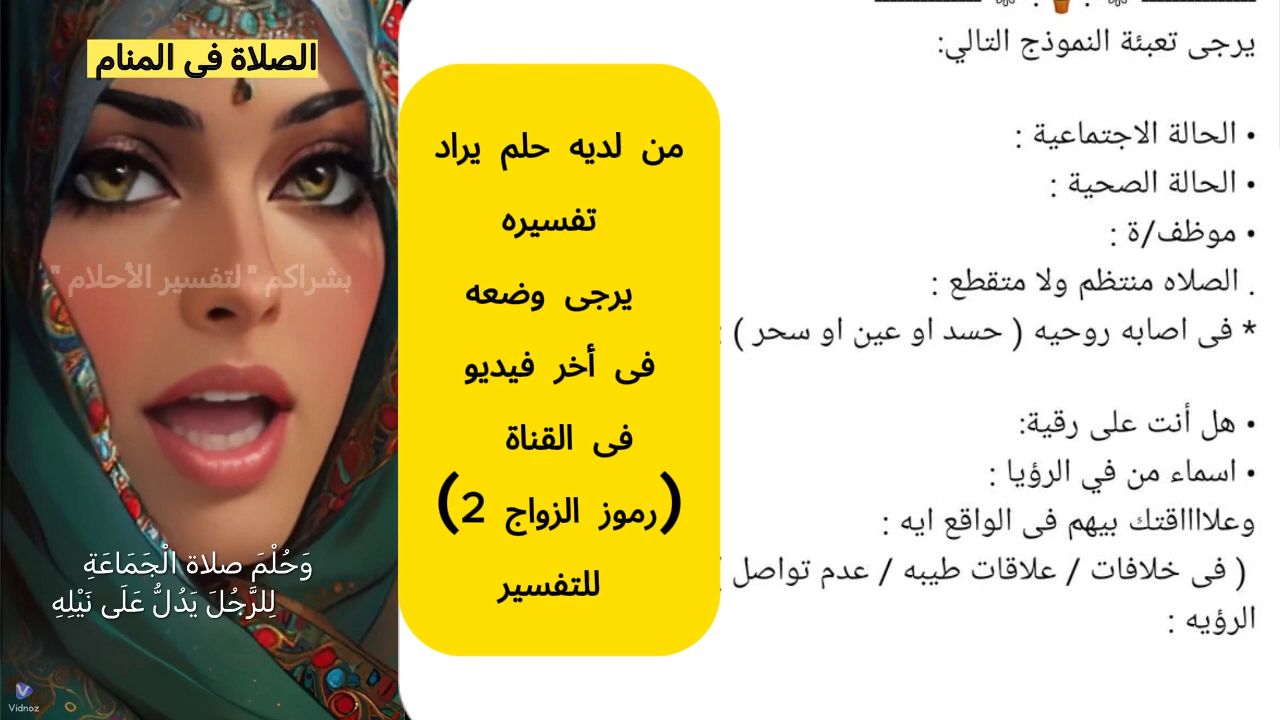 الصلاة فى المنام
بشراكم " لتفسير الأحلام "
وَحُلْمَ صلاة الْجَمَاعَةِ
لِلرَّجُلَ يَدُلُّ عَلَى نَيْلِهِ
Vidnoz
من لديه حلم يراد
تفسيره
يرجى وضعه
فى أخر فيديو
فى القناة
(رموز الزواج 2)
للتفسير
يرجى تعبئة النموذج التالي:
• الحالة الاجتماعية :
• الحالة الصحية :
• موظف/ة :
. الصلاه منتظم ولا متقطع :
* فى اصابه روحيه ( حسد او عين او سحر ) :
• هل أنت على رقية:
• اسماء من في الرؤيا :
وعلااااقتك بيهم فى الواقع ايه :
( فى خلافات / علاقات طيبه / عدم تواصل )
الرؤيه :